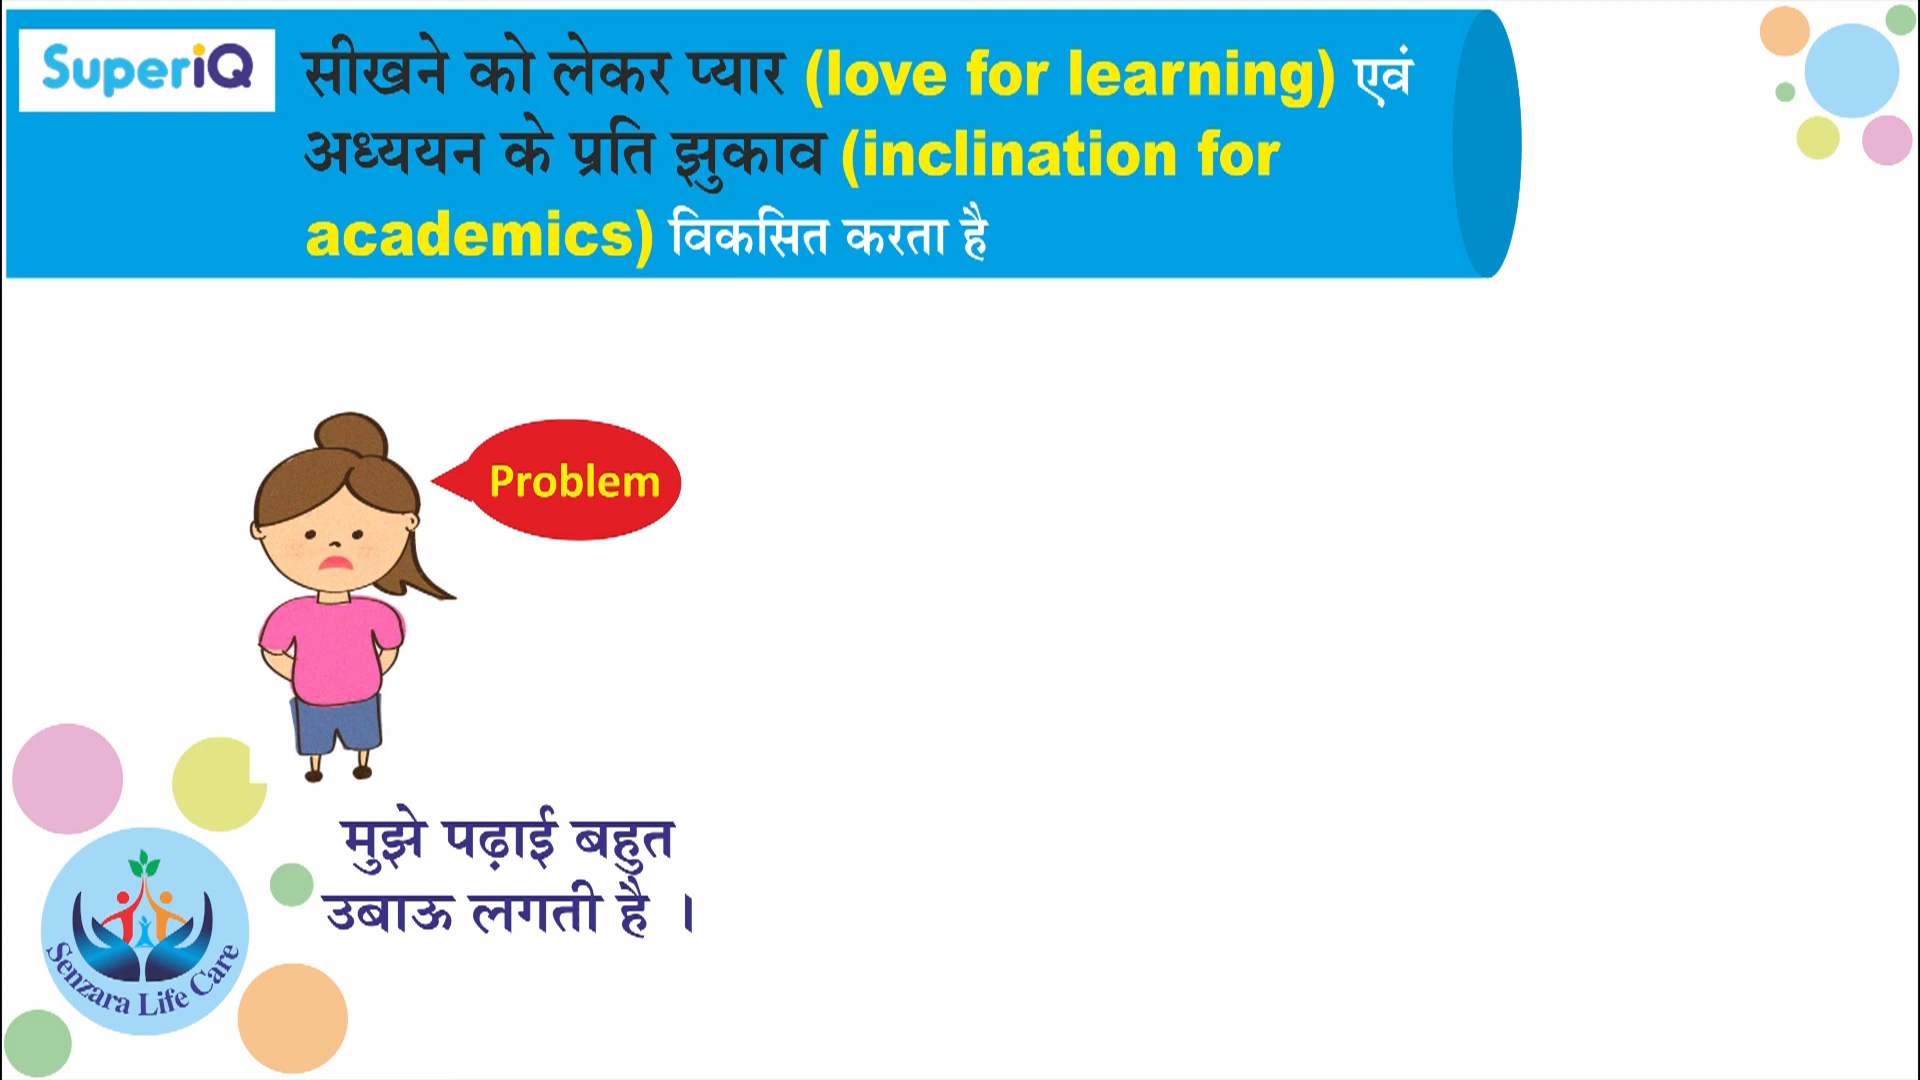 SuperiQ
सीखने को लेकर प्यार (love for learning) एवं
अध्ययन के प्रति झुकाव (inclination for
academics) विकसित करता है
Problem
मुझे पढ़ाई बहुत
उबाऊ लगती है ।
Senzara Life Care